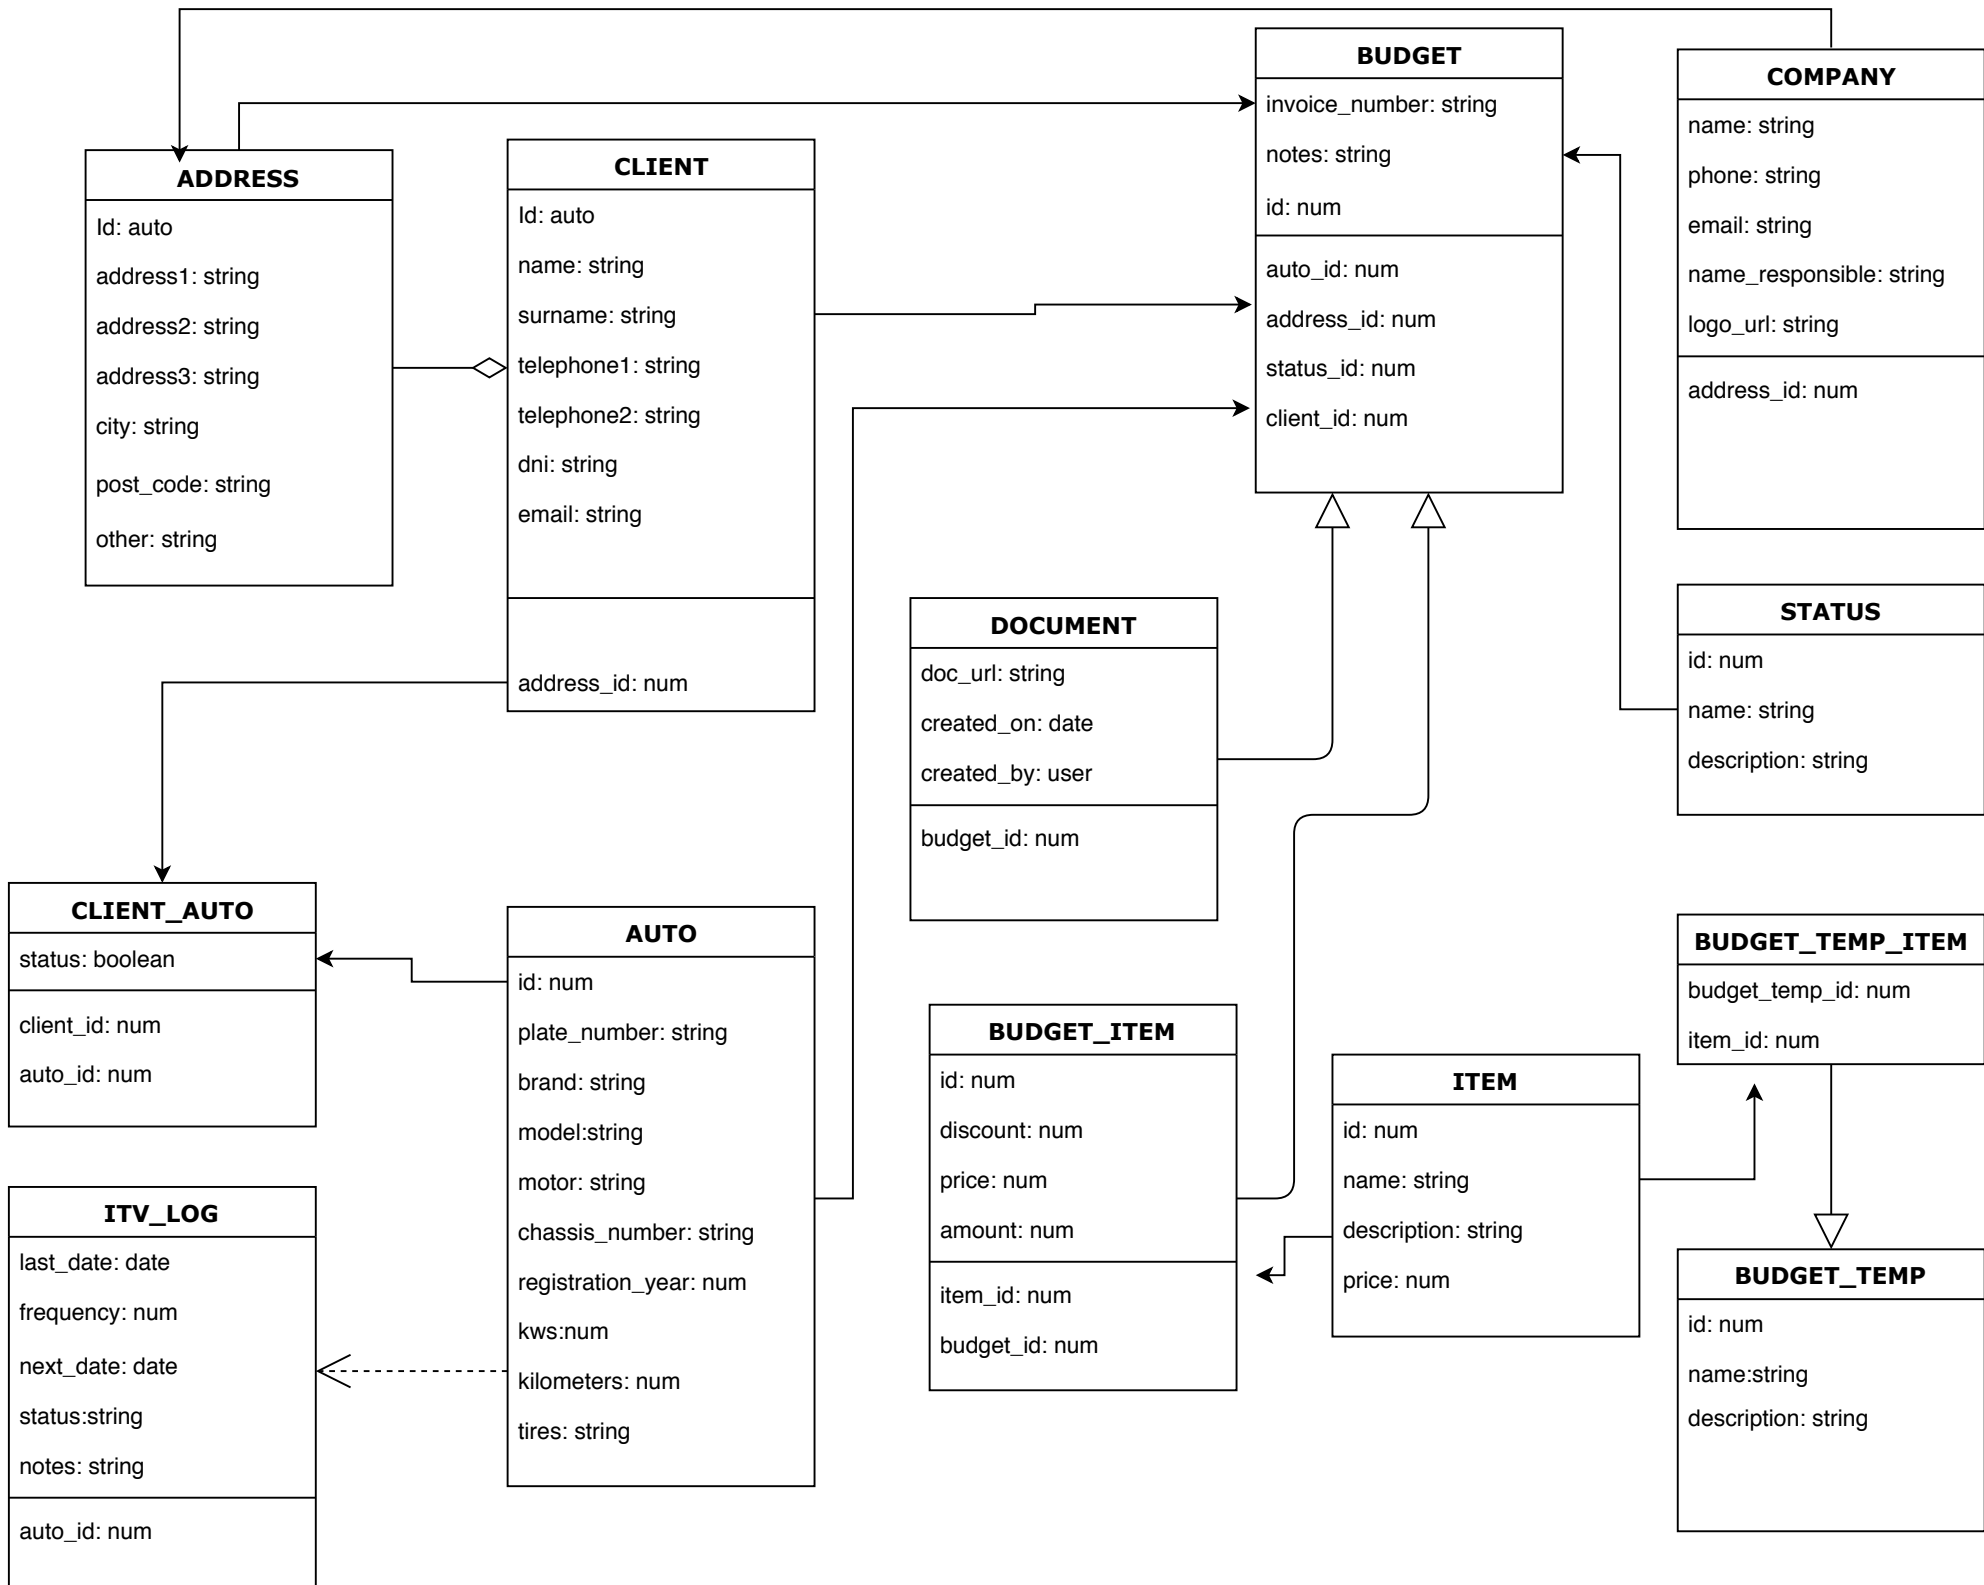 BUDGET
invoice_number: string
notes: string
id: num
auto_id: num
address_id: num
status_id: num
client_id: num
COMPANY
name: string
phone: string
email: string
name_responsible: string
logo_url: string
address_id: num
ADDRESS
Id: auto
address1: string
address2: string
address3: string
city: string
post_code: string
other: string
CLIENT
Id: auto
name: string
surname: string
telephone1: string
telephone2: string
dni: string
email: string
address_id: num
DOCUMENT
doc_url: string
created_on: date
created_by: user
budget_id: num
STATUS
id: num
name: string
description: string
CLIENT_AUTO
status: boolean
client_id: num
auto_id: num
AUTO
id: num
plate_number: string
brand: string
model:string
motor: string
chassis_number: string
registration_year: num
kws:num
kilometers: num
tires: string
BUDGET_ITEM
id: num
discount: num
price: num
amount: num
item_id: num
budget_id: num
ITEM
id: num
name: string
description: string
price: num
BUDGET_TEMP_ITEM
budget_temp_id: num
item_id: num
ITV_LOG
last_date: date
frequency: num
next_date: date
status:string
notes: string
auto_id: num
BUDGET_TEMP
id: num
name:string
description: string